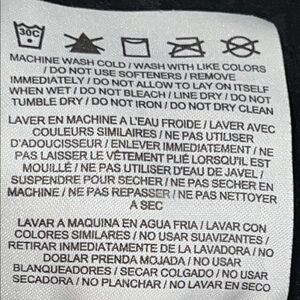 30C
MACHINE WASH COLD / WASH WITH LIKE COLORS
/ DO NOT USE SOFTENERS / REMOVE
IMMEDIATELY / DO NOT ALLOW TO LAY ON ITSELF
WHEN WET / DO NOT BLEACH / LINE DRY / DO NOT
TUMBLE DRY / DO NOT IRON / DO NOT DRY CLEAN
LAVER EN MACHINE A L'EAU FROIDE / LAVER AVEC
COULEURS SIMILAIRES / NE PAS UTILISER
D'ADOUCISSEUR / ENLEVER IMMEDIATEMENT / NE
PAS LAISSER LE VÊTEMENT PLIÉ LORSQU'IL EST
MOUILLÉ / NE PAS UTILISER D'EAU DE JAVEL /
SUSPENDRE POUR SECHER / NE PAS SECHER EN
MACHINE / NE PAS REPASSER / NE PAS NETTOYER
A SEC
LAVAR A MAQUINA EN AGUA FRIA / LAVAR CON
COLORES SIMILARES / NO USAR SUAVIZANTES /
RETIRAR INMEDIATAMENTE DE LA LAVADORA / NO
DOBLAR PRENDA MOJADA / NO USAR
BLANQUEADORES / SECAR COLGADO / NO USAR
SECADORA / NO PLANCHAR / NO LAVAR EN SECO